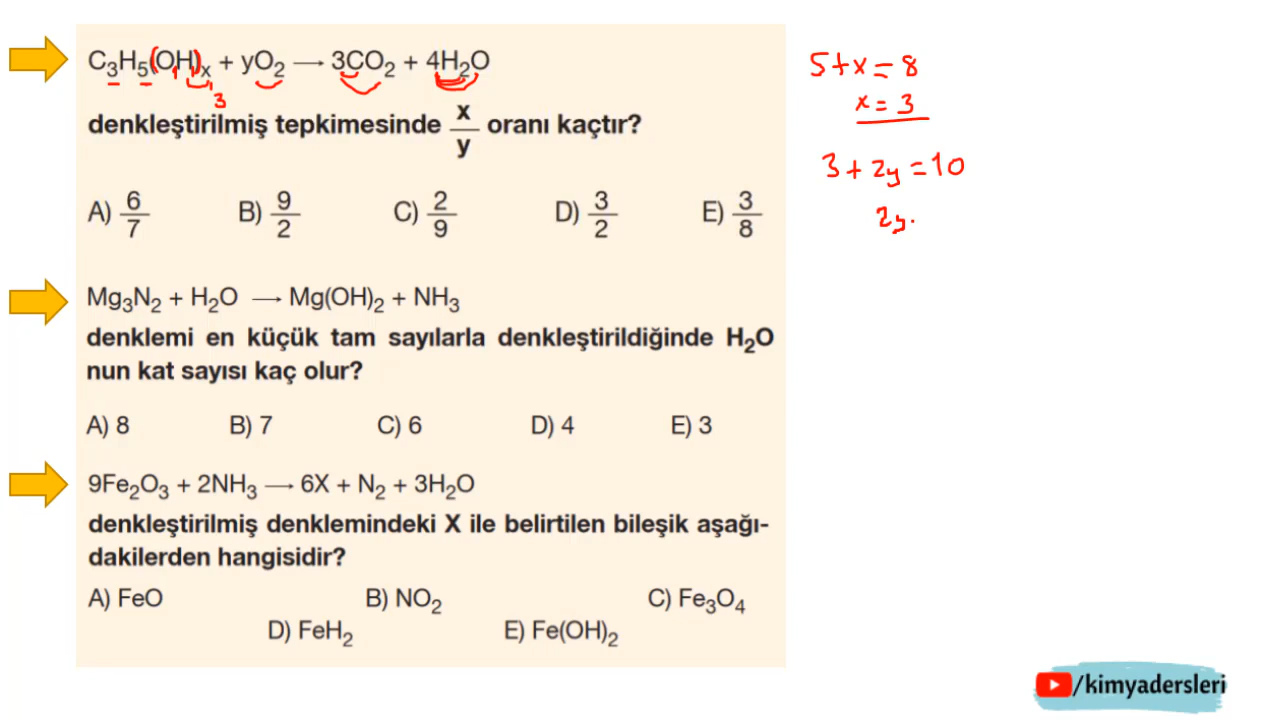 C₃H₅(OH)ₓ + yO₂ → 3CO₂ + 4H₂O
3
denkleştirilmiş tepkimesinde x/y oranı kaçtır?
A) 6/7 B) 9/2 C) 2/9 D) 3/2 E) 3/8
5+x=8
x=3
3+2y=10
2y.
Mg₃N₂ + H₂O → Mg(OH)₂ + NH₃
denklemi en küçük tam sayılarla denkleştirildiğinde H₂O
nun kat sayısı kaç olur?
A) 8 B) 7 C) 6 D) 4 E) 3
9Fe₂O₃ + 2NH₃ → 6X + N₂ + 3H₂O
denkleştirilmiş denklemindeki X ile belirtilen bileşik aşağı-
dakilerden hangisidir?
A) FeO B) NO₂ C) Fe₃O₄
D) FeH₂ E) Fe(OH)₂
/kimyadersleri